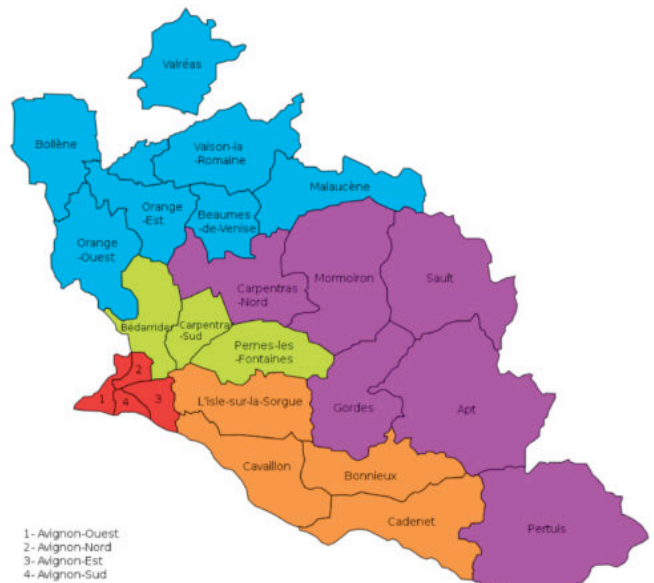 Valréas
Bollène
Vaison-la
-Romaine
Malaucène
Orange
-Est
Beaumes
-de-Venise
Orange
-Ouest
Carpentras
-Nord
Mormoiron
Sault
Bédarrides
Carpentra
-Sud
Pernes-les
-Fontaines
2
1
4
3
L'Isle-sur-la-Sorgue
Gordes
Apt
Cavaillon
Bonnieux
Cadenet
Pertuis
1- Avignon-Ouest
2- Avignon-Nord
3- Avignon-Est
4- Avignon-Sud